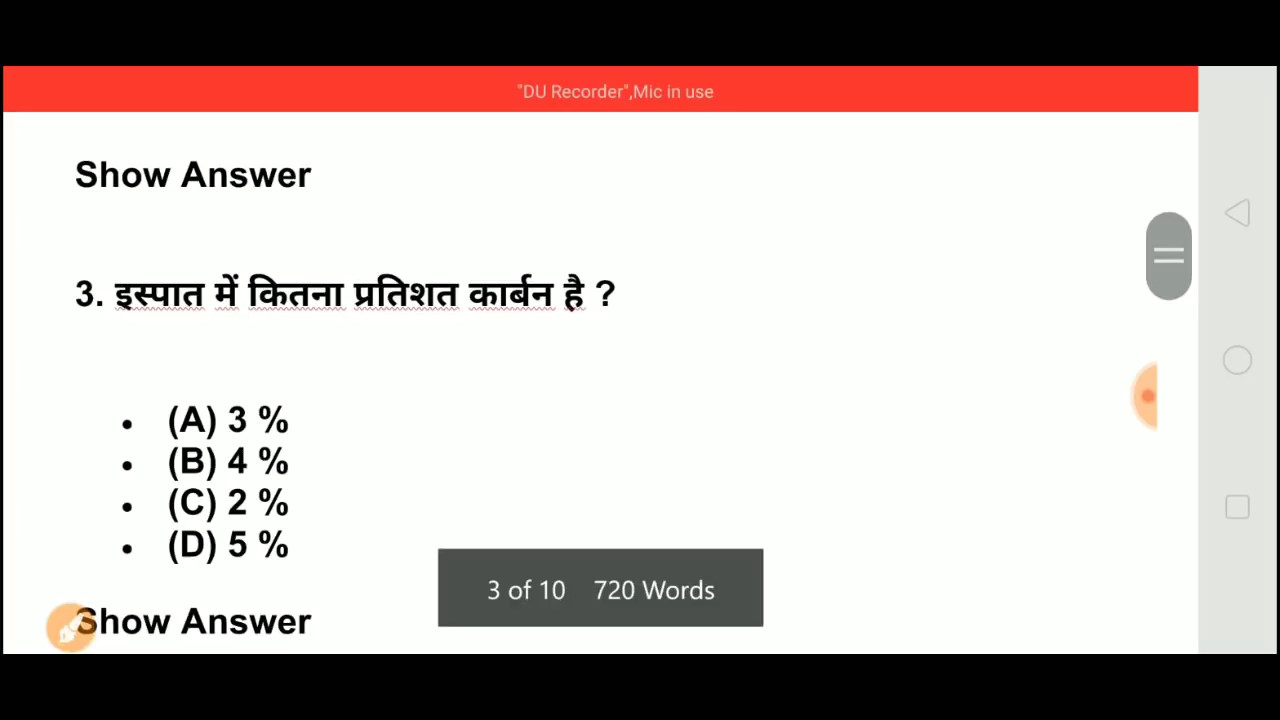 "DU Recorder",Mic in use
Show Answer
3. इस्पात में कितना प्रतिशत कार्बन है ?
• (A) 3 %
• (B) 4 %
• (C) 2 %
• (D) 5 %
3 of 10 720 Words
Show Answer